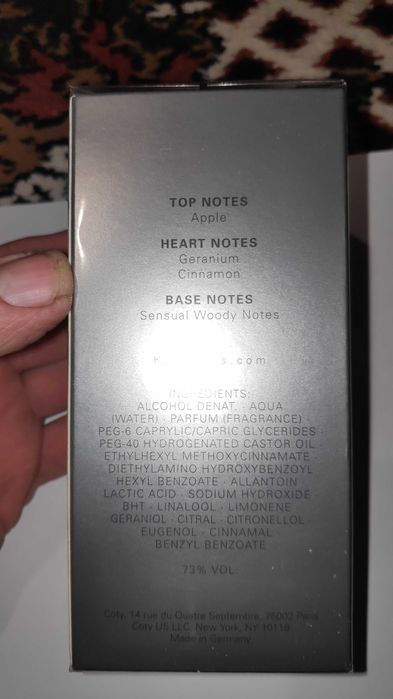 TOP NOTES
Apple
HEART NOTES
Geranium
Cinnamon
BASE NOTES
Sensual Woody Notes
INGREDIENTS:
ALCOHOL DENAT. · AQUA
(WATER) · PARFUM (FRAGRANCE) ·
PEG-6 CAPRYLIC/CAPRIC GLYCERIDES ·
PEG-40 HYDROGENATED CASTOR OIL ·
ETHYLHEXYL METHOXYCINNAMATE ·
DIETHYLAMINO HYDROXYBENZOYL
HEXYL BENZOATE · ALLANTOIN
LACTIC ACID · SODIUM HYDROXIDE
BHT · LINALOOL · LIMONENE
GERANIOL · CITRAL · CITRONELLOL ·
EUGENOL · CINNAMAL
BENZYL BENZOATE
73% VOL.
Coty, 14 rue du Quatre Septembre, 75002 Paris
Coty US LLC, New York, NY 10118
Made in Germany